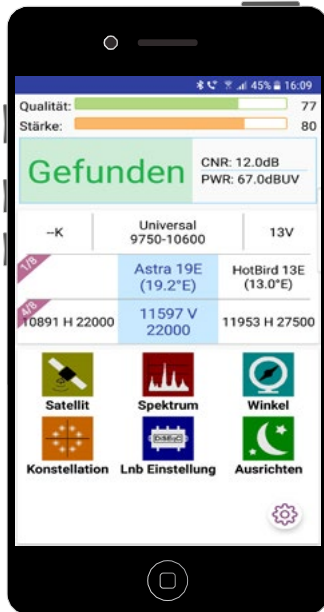 45% 16:09
Qualität: 77
Stärke: 80
Gefunden
CNR: 12.0dB
PWR: 67.0dBUV
--K
Universal
9750-10600
13V
1/8
Astra 19E
(19.2°E)
HotBird 13E
(13.0°E)
4/8
10891 H 22000
11597 V
22000
11953 H 27500
Satellit
Spektrum
Winkel
DiSEqC
Konstellation
Lnb Einstellung
Ausrichten